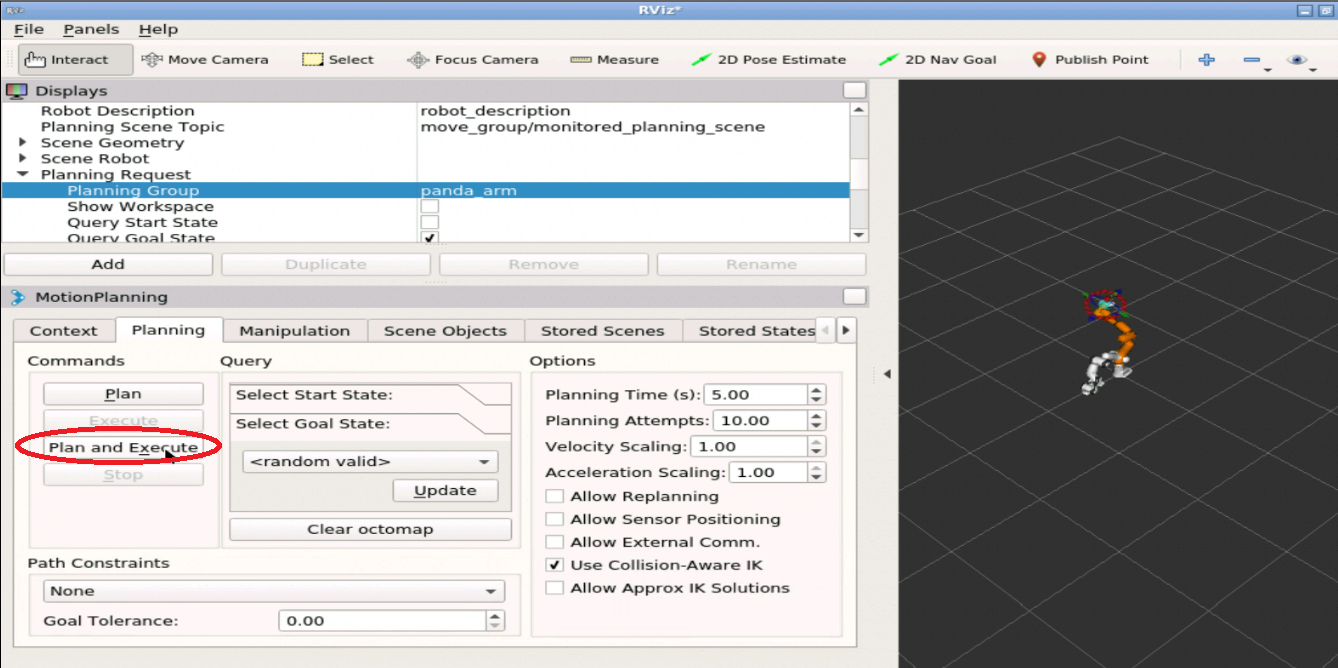 RViz*
File Panels Help
Interact Move Camera Select Focus Camera Measure 2D Pose Estimate 2D Nav Goal Publish Point
Displays
Robot Description robot_description
Planning Scene Topic move_group/monitored_planning_scene
Scene Geometry
Scene Robot
Planning Request
Planning Group panda_arm
Show Workspace
Query Start State
Query Goal State
Add Duplicate Remove Rename
MotionPlanning
Context Planning Manipulation Scene Objects Stored Scenes Stored States
Commands
Plan
Execute
Plan and Execute
Stop
Query
Select Start State:
Select Goal State:
<random valid>
Update
Clear octomap
Path Constraints
None
Goal Tolerance: 0.00
Options
Planning Time (s): 5.00
Planning Attempts: 10.00
Velocity Scaling: 1.00
Acceleration Scaling: 1.00
Allow Replanning
Allow Sensor Positioning
Allow External Comm.
Use Collision-Aware IK
Allow Approx IK Solutions